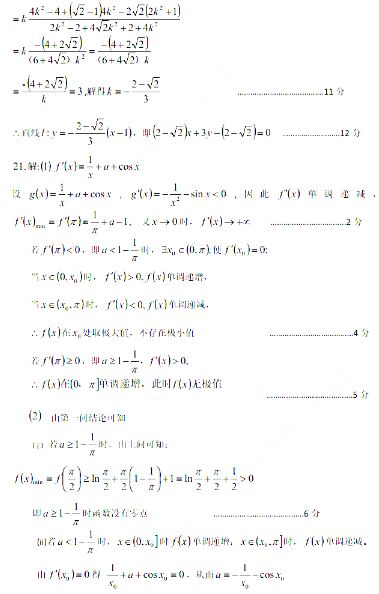 = k (4k² − 4 + (√2 − 1)4k² − 2√2(2k² + 1)) / (2k² − 2 + 4√2k² + 2 + 4k²)
= k (−(4 + 2√2)) / ((6 + 4√2) k²) = (−(4 + 2√2)) / ((6 + 4√2) k)
= (−(4 + 2√2)) / k = 3 ,解得 k = −(2 − √2)/3 ……………………………11 分
∴直线 l : y = −(2 − √2)/3 (x − 1), 即 (2 − √2)x + 3y − (2 − √2) = 0 …………………12 分
21.解:(1) f′(x) = 1/x + a + cos x
设 g(x) = 1/x + a + cos x , g′(x) = −1/x² − sin x < 0 , 因此 f′(x) 单调递减,
f′(x)min = f′(π) = 1/π + a − 1, 又 x → 0 时, f′(x) → +∞ …………………………2 分
若 f′(π) < 0, 即 a < 1 − 1/π 时, ∃x₀ ∈ (0, π),使 f′(x₀) = 0;
当 x ∈ (0, x₀) 时, f′(x) > 0, f(x) 单调递增,
当 x ∈ (x₀, π) 时, f′(x) < 0, f(x) 单调递减,
∴ f(x) 在 x₀ 处取极大值, 不存在极小值 ……………………………4 分
若 f′(π) ≥ 0, 即 a ≥ 1 − 1/π, f′(x) > 0,
∴ f(x) 在(0, π]单调递增, 此时 f(x) 无极值
……………………………5 分
(2) 由第一问结论可知
(i) 若 a ≥ 1 − 1/π 时, 由上问可知;
f(x)min = f(π/2) ≥ ln π/2 + π/2 (1 − 1/π) + 1 = ln π/2 + π/2 + 1/2 > 0
即 a ≥ 1 − 1/π 时函数没有零点 ……………………………6 分
(ii)若 a < 1 − 1/π 时, x ∈ (0, x₀] 时 f(x) 单调递增; x ∈ (x₀, π] 时, f(x) 单调递减,
由 f′(x₀) = 0 得 1/x₀ + a + cos x₀ = 0, 从而 a = −1/x₀ − cos x₀